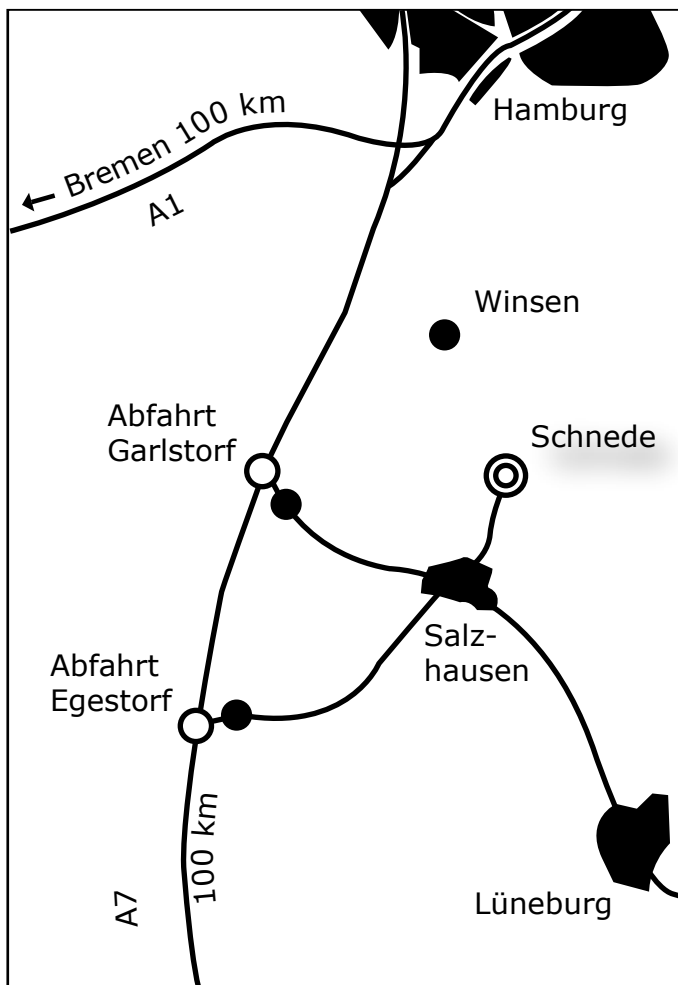 Hamburg
Bremen 100 km
A1
Winsen
Abfahrt
Garlstorf
Schnede
Salz-
hausen
Abfahrt
Egestorf
100 km
A7
Lüneburg